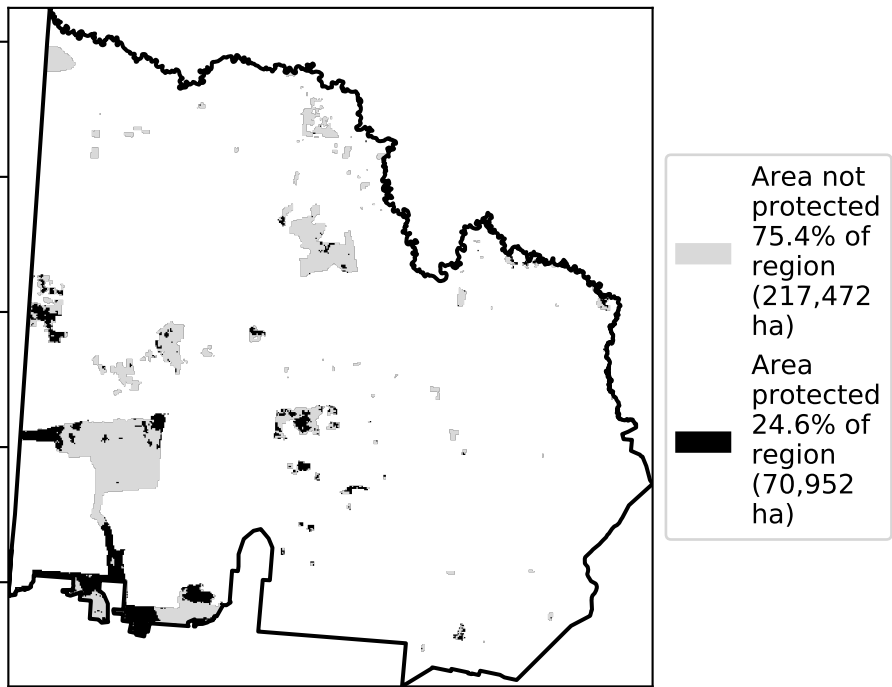 Area not
protected
75.4% of
region
(217,472
ha)
Area
protected
24.6% of
region
(70,952
ha)